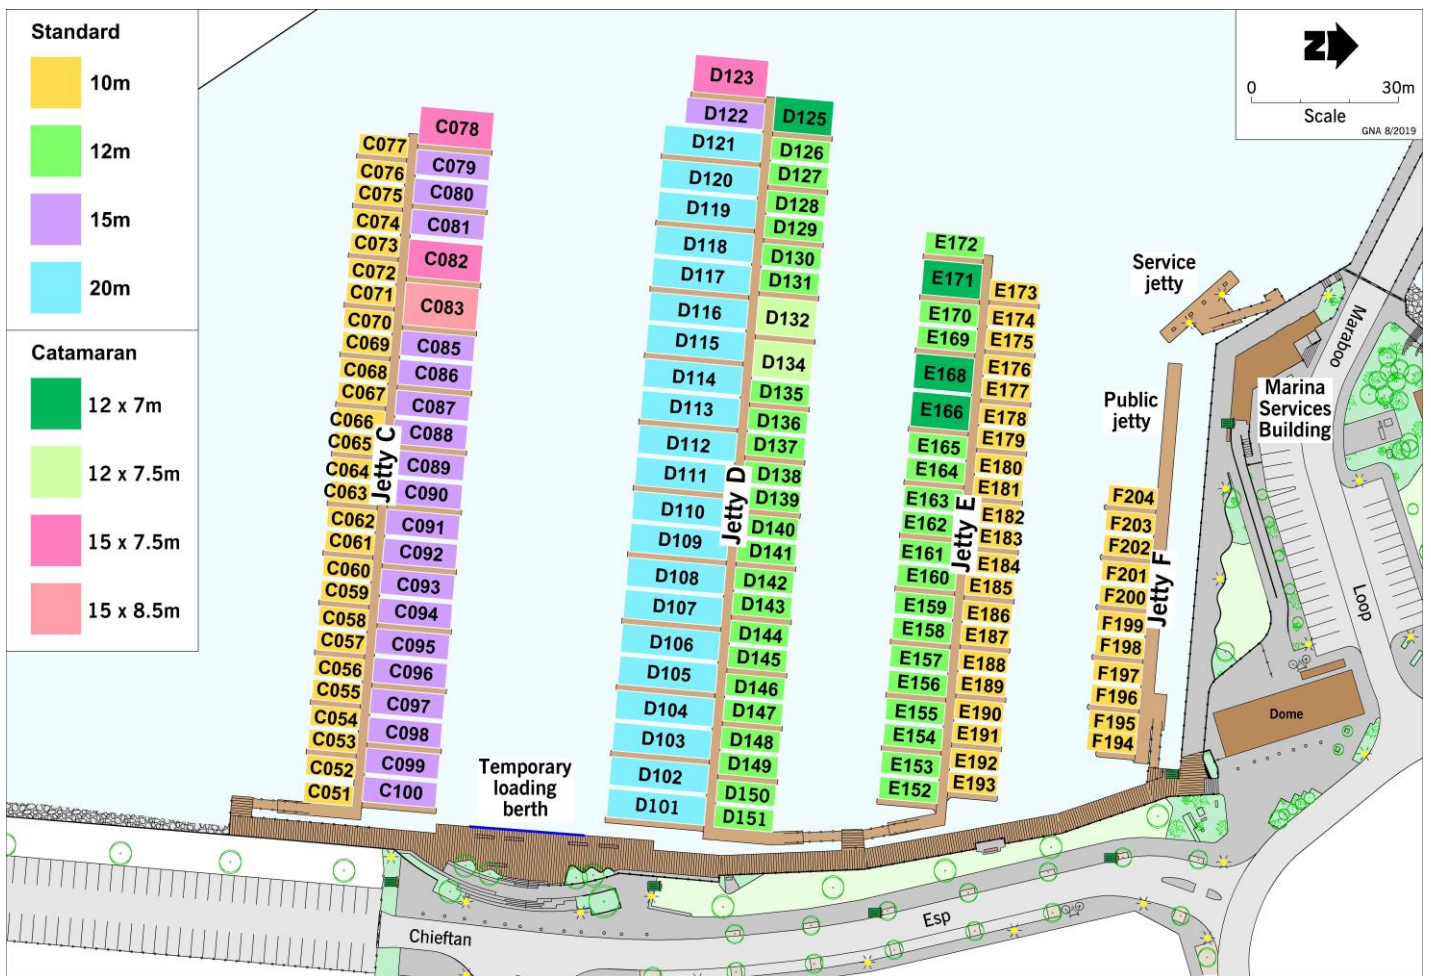 Standard
10m
12m
15m
20m
Catamaran
12 x 7m
12 x 7.5m
15 x 7.5m
15 x 8.5m
N
0 30m
Scale
GNA 8/2019
C078
C077
C079
C076
C080
C075
C081
C074
C073
C082
C072
C071
C083
C070
C069
C085
C068
C086
C067
C087
C066
C088
C065
C089
C064
C090
C063
C091
C062
C092
C061
C060
C093
C059
C094
C058
C095
C057
C096
C056
C055
C097
C054
C098
C053
C099
C052
C100
C051
Jetty C
D123
D122
D125
D121
D126
D120
D127
D119
D128
D129
D118
D130
D117
D131
D116
D132
D115
D134
D114
D135
D113
D136
D112
D137
D111
D138
D110
D139
D109
D140
D141
D108
D142
D107
D143
D106
D144
D105
D145
D104
D146
D103
D147
D102
D148
D101
D149
D150
D151
Jetty D
E172
E171
E173
E170
E174
E169
E175
E168
E176
E177
E166
E178
E165
E179
E164
E180
E163
E181
E162
E182
E161
E183
E160
E184
E159
E185
E158
E186
E157
E187
E156
E188
E155
E189
E154
E190
E153
E191
E152
E192
E193
Jetty E
F204
F203
F202
F201
F200
F199
F198
F197
F196
F195
F194
Jetty F
Service
jetty
Public
jetty
Marina
Services
Building
Maraboo
Loop
Dome
Temporary
loading
berth
Chieftan
Esp